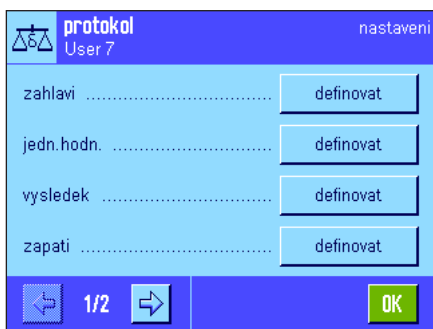 protokol
nastaveni
User 7
zahlavi ................................ definovat
jedn.hodn. ............................. definovat
vysledek ............................... definovat
zapati ................................. definovat
1/2 OK